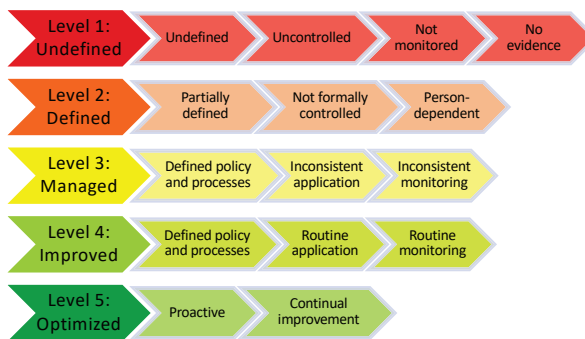 Level 1:
Undefined
Undefined
Uncontrolled
Not
monitored
No
evidence
Level 2:
Defined
Partially
defined
Not formally
controlled
Person-
dependent
Level 3:
Managed
Defined policy
and processes
Inconsistent
application
Inconsistent
monitoring
Level 4:
Improved
Defined policy
and processes
Routine
application
Routine
monitoring
Level 5:
Optimized
Proactive
Continual
improvement